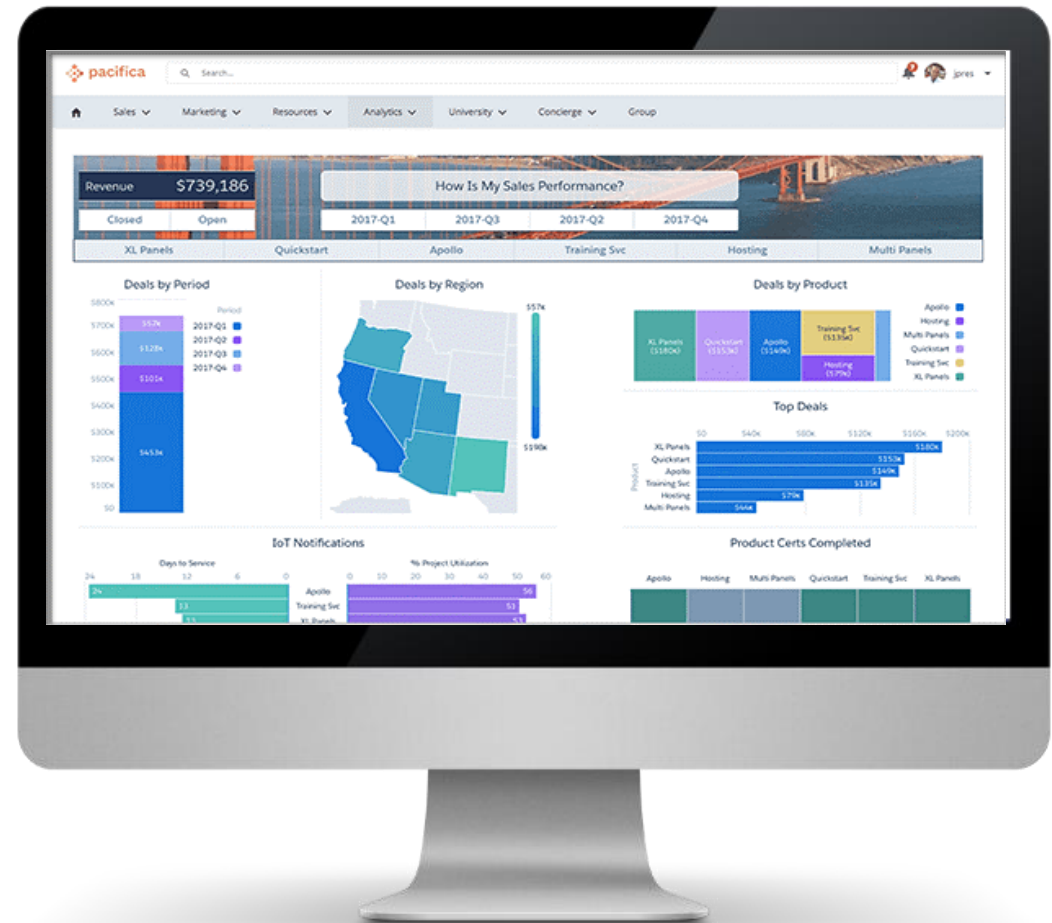 pacifica Search... jpres
Sales Marketing Resources Analytics University Concierge Group
Revenue $739,186 How Is My Sales Performance?
Closed Open 2017-Q1 2017-Q3 2017-Q2 2017-Q4
XL Panels Quickstart Apollo Training Svc Hosting Multi Panels
Deals by Period
$800K
$700K
$600K
$500K
$400K
$300K
$200K
$100K
$0
$57K
$128K
$101K
$453K
Period
2017-Q1
2017-Q2
2017-Q3
2017-Q4
Deals by Region
$57K
$190K
Deals by Product
XL Panels
($180K)
Quickstart
($153K)
Apollo
($149K)
Training Svc
($135K)
Hosting
($79K)
Apollo
Hosting
Multi Panels
Quickstart
Training Svc
XL Panels
Top Deals
$0 $40K $80K $120K $160K $200K
Product
XL Panels $180K
Quickstart $153K
Apollo $149K
Training Svc $135K
Hosting $79K
Multi Panels $44K
IoT Notifications
Days to Service % Project Utilization
24 18 12 6 0 0 10 20 30 40 50 60
24 Apollo 56
13 Training Svc 51
XL Panels 53
Product Certs Completed
Apollo Hosting Multi Panels Quickstart Training Svc XL Panels